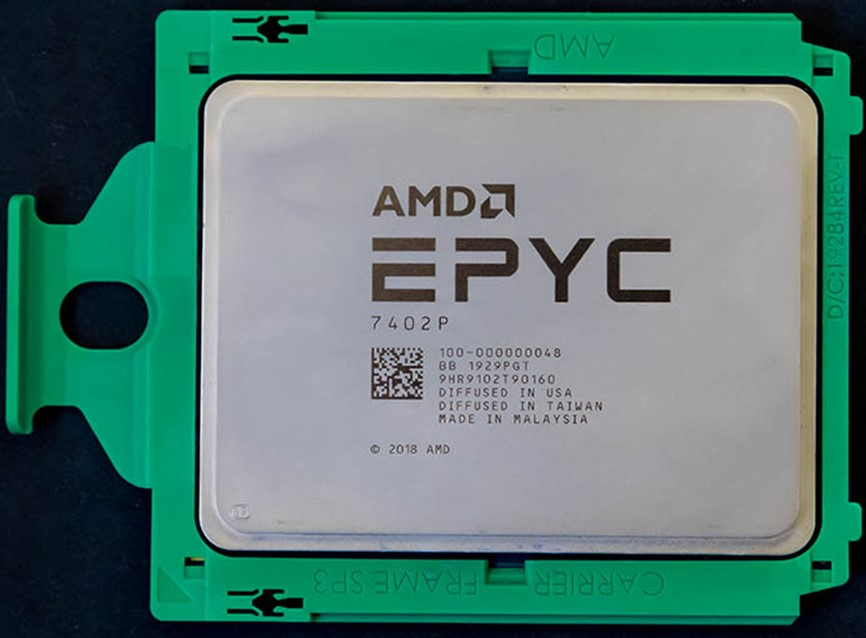 AMD
AMD
EPYC
7402P
100-000000048
BB 1929PGT
9HR9102T90160
DIFFUSED IN USA
DIFFUSED IN TAIWAN
MADE IN MALAYSIA
© 2018 AMD
D/C:19284REV-T
CARRIER FRAME SP3